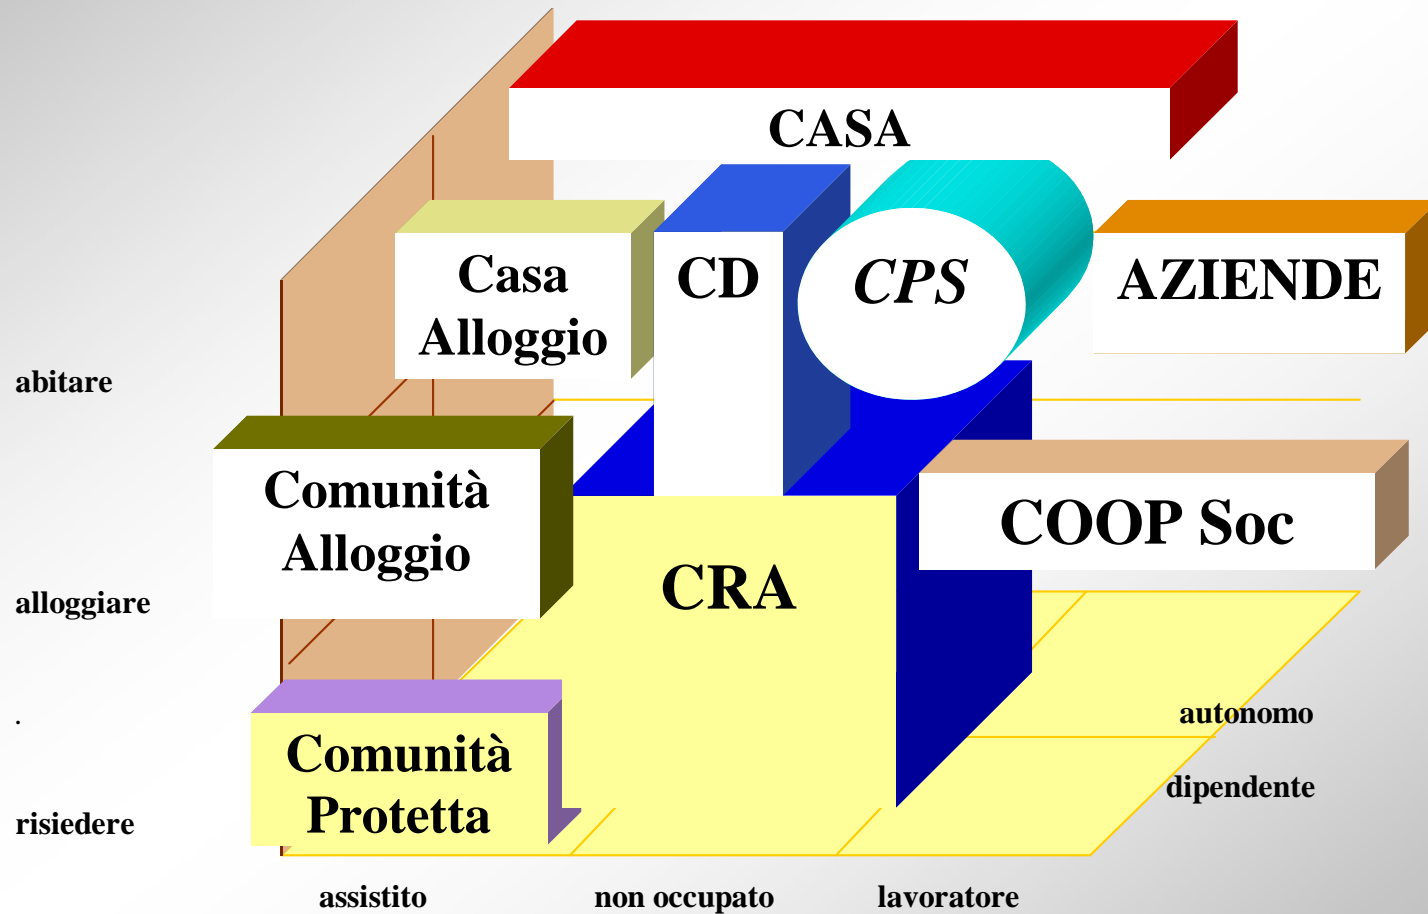 CASA
Casa
Alloggio
CD
CPS
AZIENDE
abitare
Comunità
Alloggio
COOP Soc
CRA
alloggiare
.
autonomo
Comunità
Protetta
dipendente
risiedere
assistito
non occupato
lavoratore